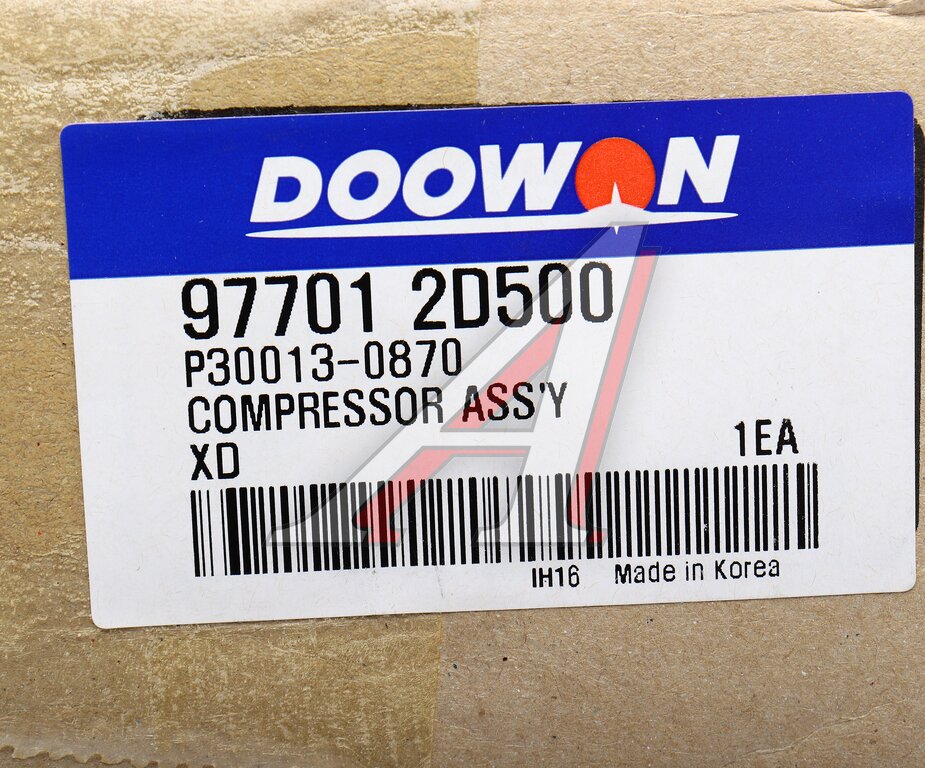 DOOWON
97701 2D500
P30013-0870
COMPRESSOR ASS'Y
XD
1EA
IH16 Made in Korea